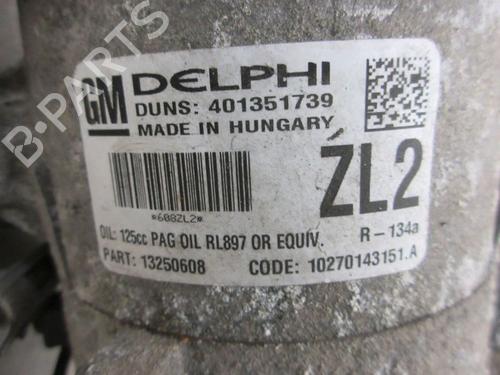 B-PARTS
GM DELPHI
DUNS: 401351739
MADE IN HUNGARY
*608ZL2*
ŹL2
OIL: 125cc PAG OIL RL897 OR EQUIV. R-134a
PART: 13250608 CODE: 10270143151.A